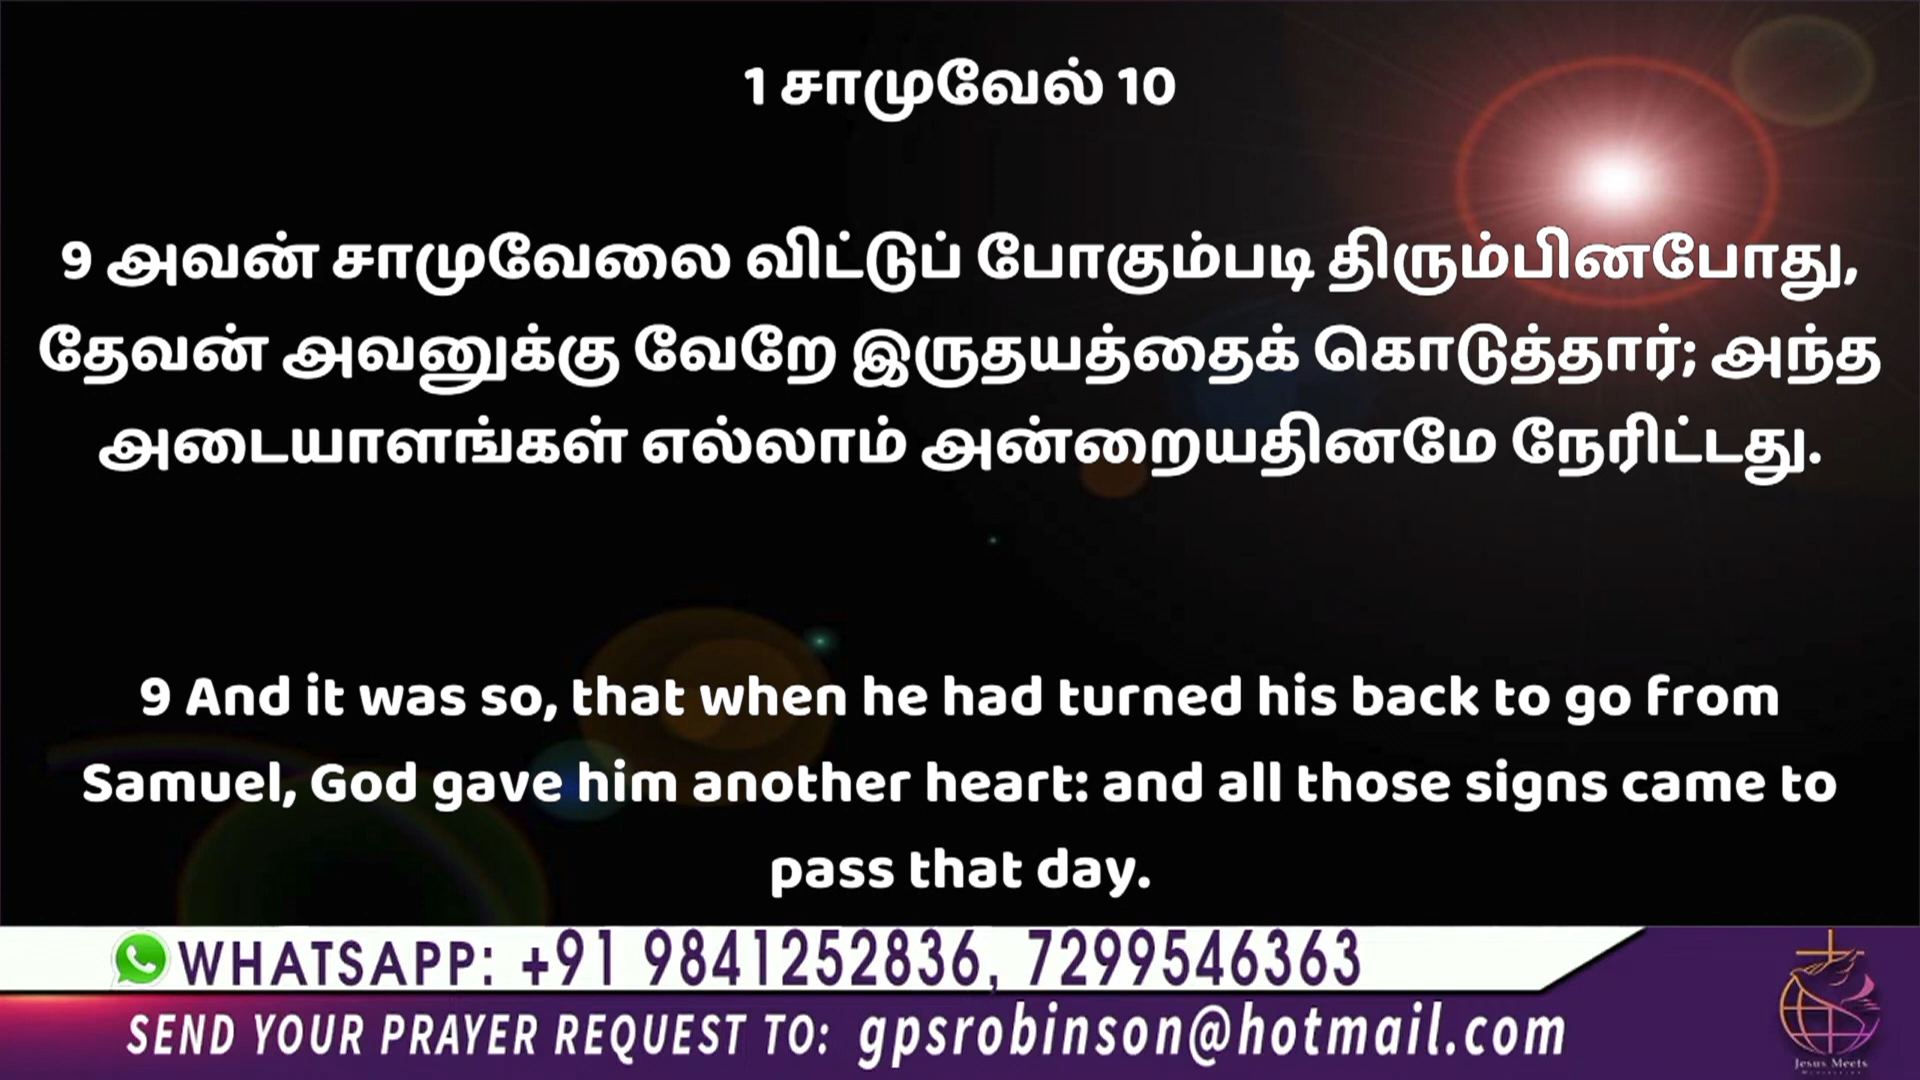 1 சாமுவேல் 10
9 அவன் சாமுவேலை விட்டுப் போகும்படி திரும்பினபோது,
தேவன் அவனுக்கு வேறே இருதயத்தைக் கொடுத்தார்; அந்த
அடையாளங்கள் எல்லாம் அன்றையதினமே நேரிட்டது.
9 And it was so, that when he had turned his back to go from
Samuel, God gave him another heart: and all those signs came to
pass that day.
WHATSAPP: +91 9841252836, 7299546363
SEND YOUR PRAYER REQUEST TO: gpsrobinson@hotmail.com
Jesus Meets